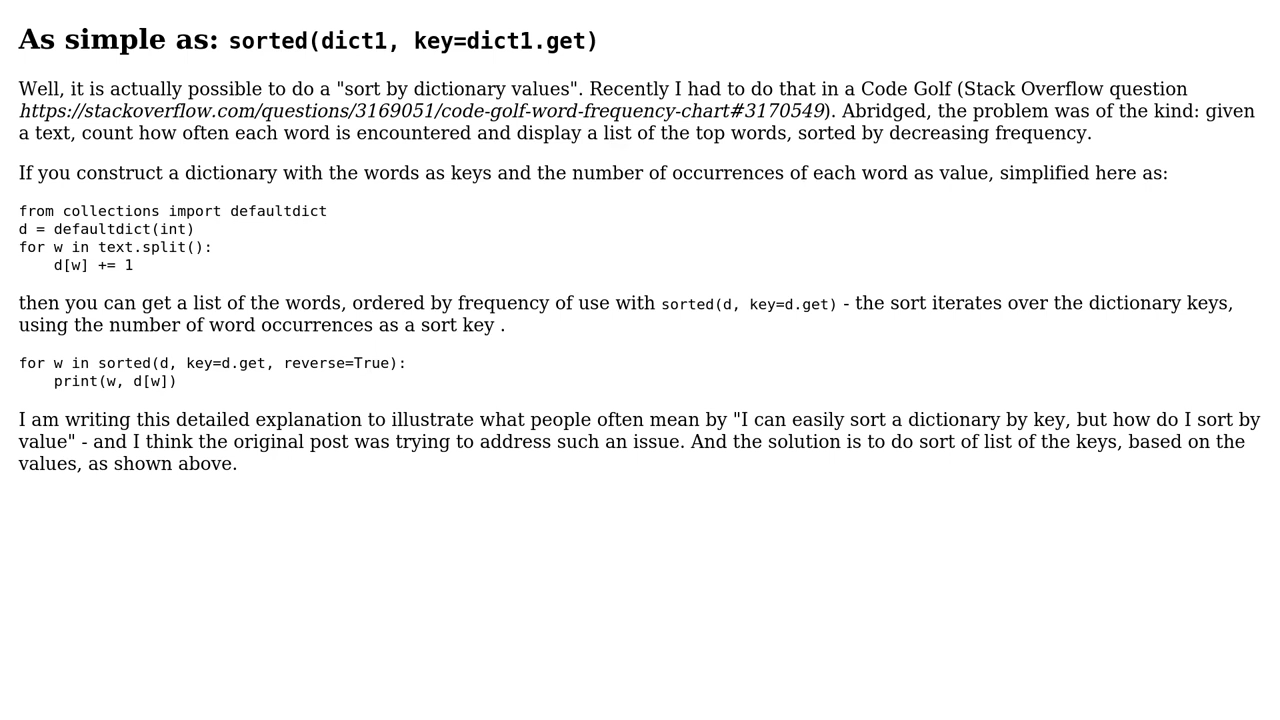 As simple as: sorted(dict1, key=dict1.get)
Well, it is actually possible to do a "sort by dictionary values". Recently I had to do that in a Code Golf (Stack Overflow question
https://stackoverflow.com/questions/3169051/code-golf-word-frequency-chart#3170549). Abridged, the problem was of the kind: given
a text, count how often each word is encountered and display a list of the top words, sorted by decreasing frequency.
If you construct a dictionary with the words as keys and the number of occurrences of each word as value, simplified here as:
from collections import defaultdict
d = defaultdict(int)
for w in text.split():
    d[w] += 1
then you can get a list of the words, ordered by frequency of use with sorted(d, key=d.get) - the sort iterates over the dictionary keys,
using the number of word occurrences as a sort key .
for w in sorted(d, key=d.get, reverse=True):
    print(w, d[w])
I am writing this detailed explanation to illustrate what people often mean by "I can easily sort a dictionary by key, but how do I sort by
value" - and I think the original post was trying to address such an issue. And the solution is to do sort of list of the keys, based on the
values, as shown above.